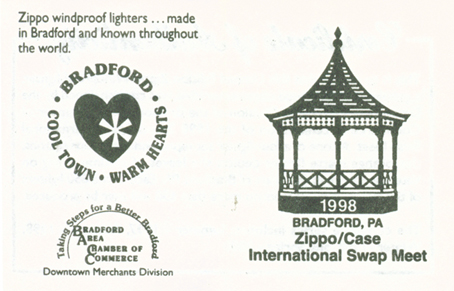 Zippo windproof lighters ... made
in Bradford and known throughout
the world.
• BRADFORD •
COOL TOWN • WARM HEARTS
Taking Steps for a Better Bradford
BRADFORD
AREA
CHAMBER OF
COMMERCE
Downtown Merchants Division
1998
BRADFORD, PA
Zippo/Case
International Swap Meet